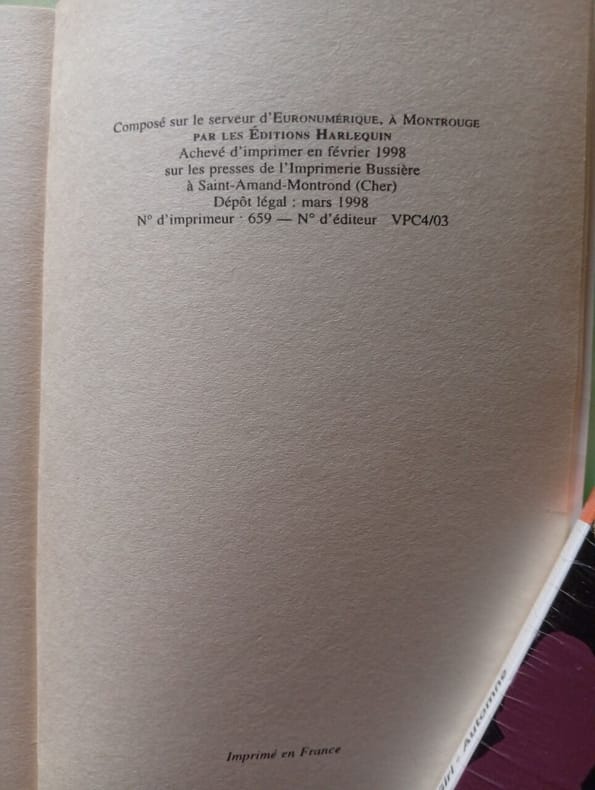 Composé sur le serveur d'EURONUMÉRIQUE, À MONTROUGE
PAR LES ÉDITIONS HARLEQUIN
Achevé d'imprimer en février 1998
sur les presses de l'Imprimerie Bussière
à Saint-Amand-Montrond (Cher)
Dépôt légal : mars 1998
N° d'imprimeur : 659 — N° d'éditeur VPC4/03
Imprimé en France
- Automne